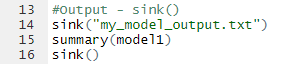 13 #Output - sink()
14 sink("my_model_output.txt")
15 summary(model1)
16 sink()